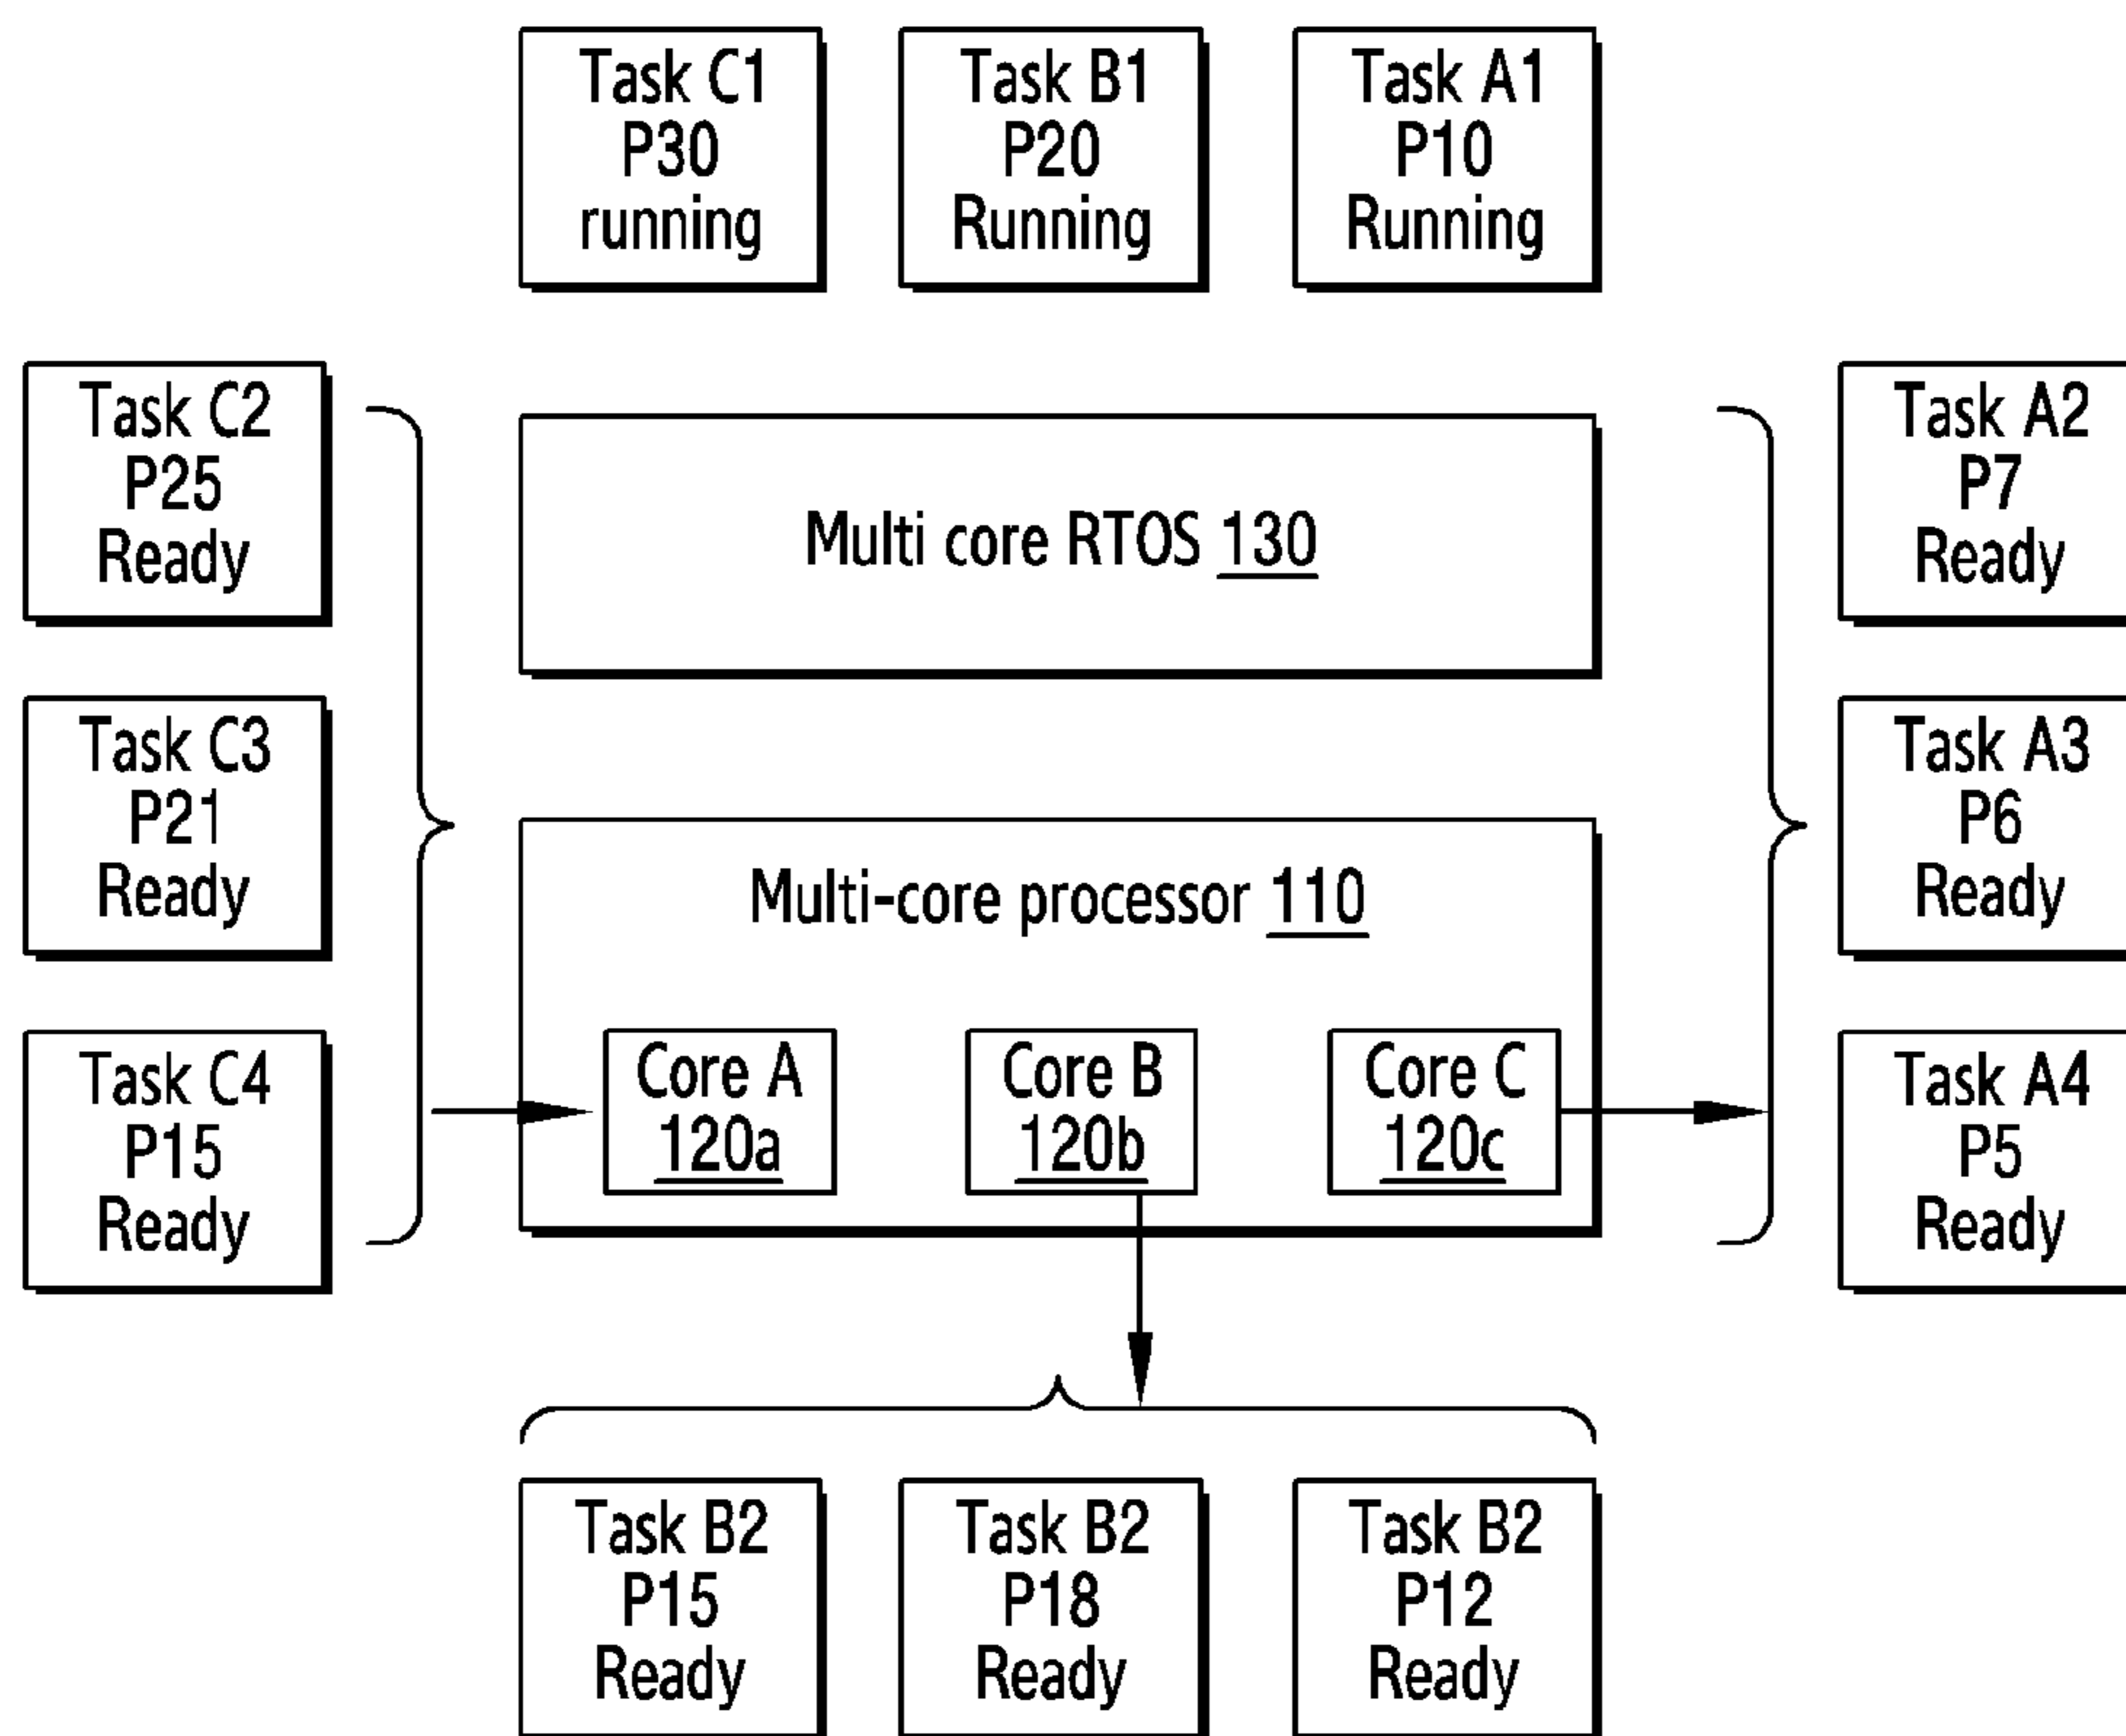 Task C1
P30
running
Task B1
P20
Running
Task A1
P10
Running
Task C2
P25
Ready
Task C3
P21
Ready
Task C4
P15
Ready
Multi core RTOS 130
Multi-core processor 110
Core A
120a
Core B
120b
Core C
120c
Task A2
P7
Ready
Task A3
P6
Ready
Task A4
P5
Ready
Task B2
P15
Ready
Task B2
P18
Ready
Task B2
P12
Ready